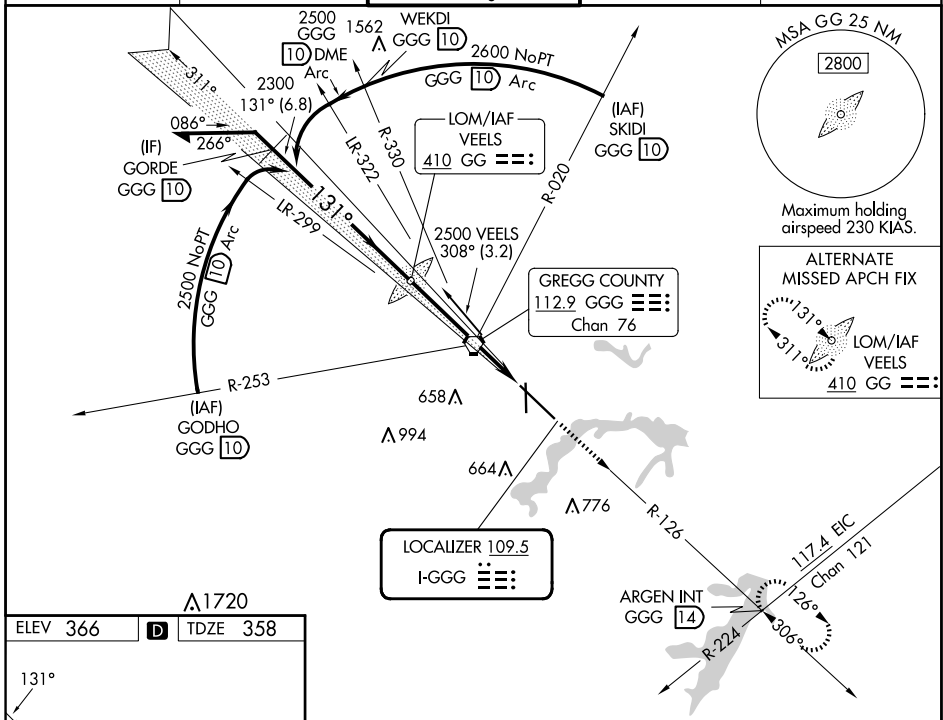 2500
GGG
10 DME
Arc
1562
WEKDI
GGG 10
2600 NoPT
GGG 10 Arc
MSA GG 25 NM
2800
Maximum holding
airspeed 230 KIAS.
311°
2300
131° (6.8)
086°
266°
(IF)
GORDE
GGG 10
LR-299
131°
LR-322
R-330
LOM/IAF
VEELS
410 GG
(IAF)
SKIDI
GGG 10
R-020
2500 NoPT
GGG 10 Arc
2500 VEELS
308° (3.2)
GREGG COUNTY
112.9 GGG
Chan 76
ALTERNATE
MISSED APCH FIX
131°
311°
LOM/IAF
VEELS
410 GG
R-253
(IAF)
GODHO
GGG 10
658
994
664
776
R-126
LOCALIZER 109.5
I-GGG
117.4 EIC
Chan 121
ARGEN INT
GGG 14
126°
306°
R-224
1720
ELEV 366
D
TDZE 358
131°